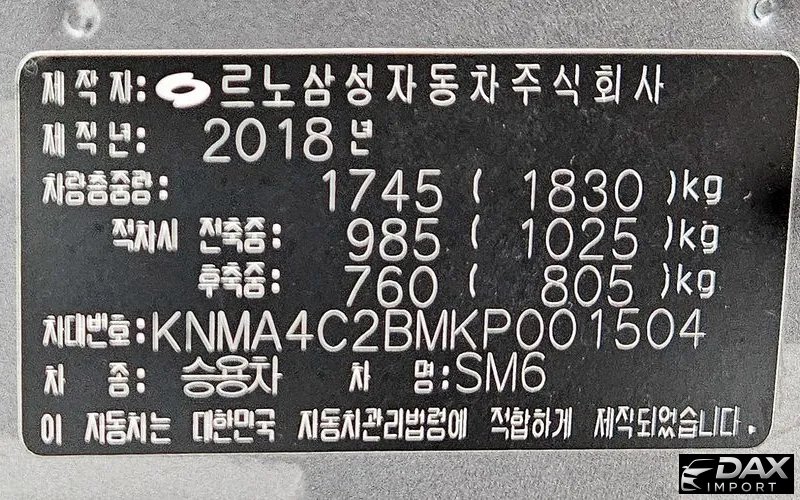 제 작 자: 르노삼성자동차주식회사
제 작 년: 2018년
차량총중량: 1745 ( 1830 )kg
적차시 전축중: 985 ( 1025 )kg
후축중: 760 ( 805 )kg
차대번호:KNMA4C2BMKP001504
차 종: 승용차 차 명:SM6
이 자동차는 대한민국 자동차관리법령에 적합하게 제작되었습니다.
DAX
IMPORT